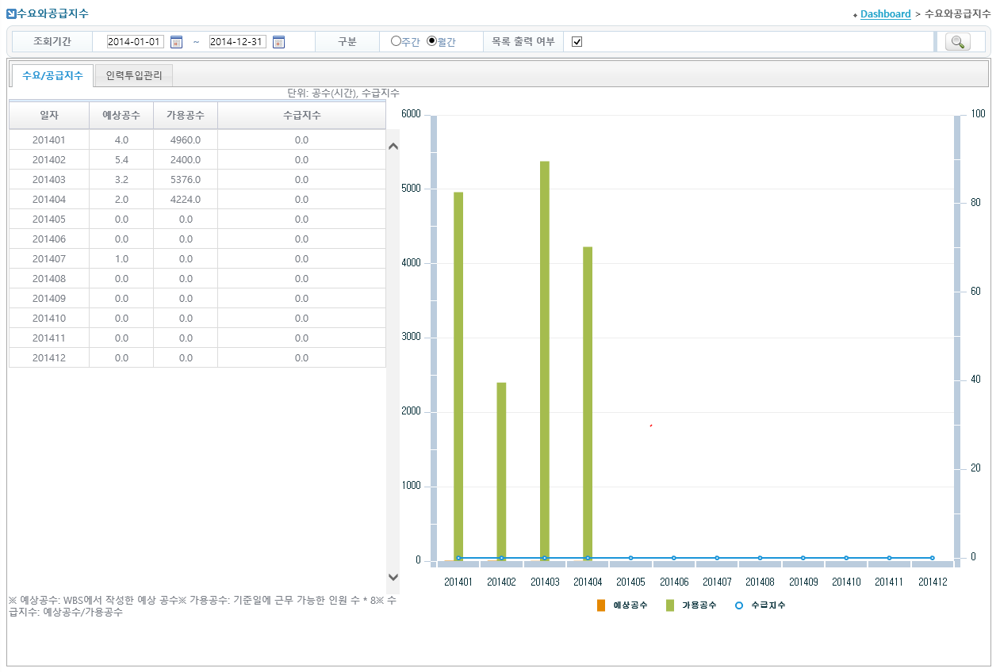 수요와공급지수
Dashboard > 수요와공급지수
조회기간 2014-01-01 ~ 2014-12-31 구분 주간 월간 목록 출력 여부
수요/공급지수 인력투입관리
단위: 공수(시간), 수급지수
일자 예상공수 가용공수 수급지수
201401 4.0 4960.0 0.0
201402 5.4 2400.0 0.0
201403 3.2 5376.0 0.0
201404 2.0 4224.0 0.0
201405 0.0 0.0 0.0
201406 0.0 0.0 0.0
201407 1.0 0.0 0.0
201408 0.0 0.0 0.0
201409 0.0 0.0 0.0
201410 0.0 0.0 0.0
201411 0.0 0.0 0.0
201412 0.0 0.0 0.0
※ 예상공수: WBS에서 작성한 예상 공수※ 가용공수: 기준일에 근무 가능한 인원 수 * 8※ 수
급지수: 예상공수/가용공수
6000
5000
4000
3000
2000
1000
0
100
80
60
40
20
0
201401 201402 201403 201404 201405 201406 201407 201408 201409 201410 201411 201412
예상공수 가용공수 수급지수